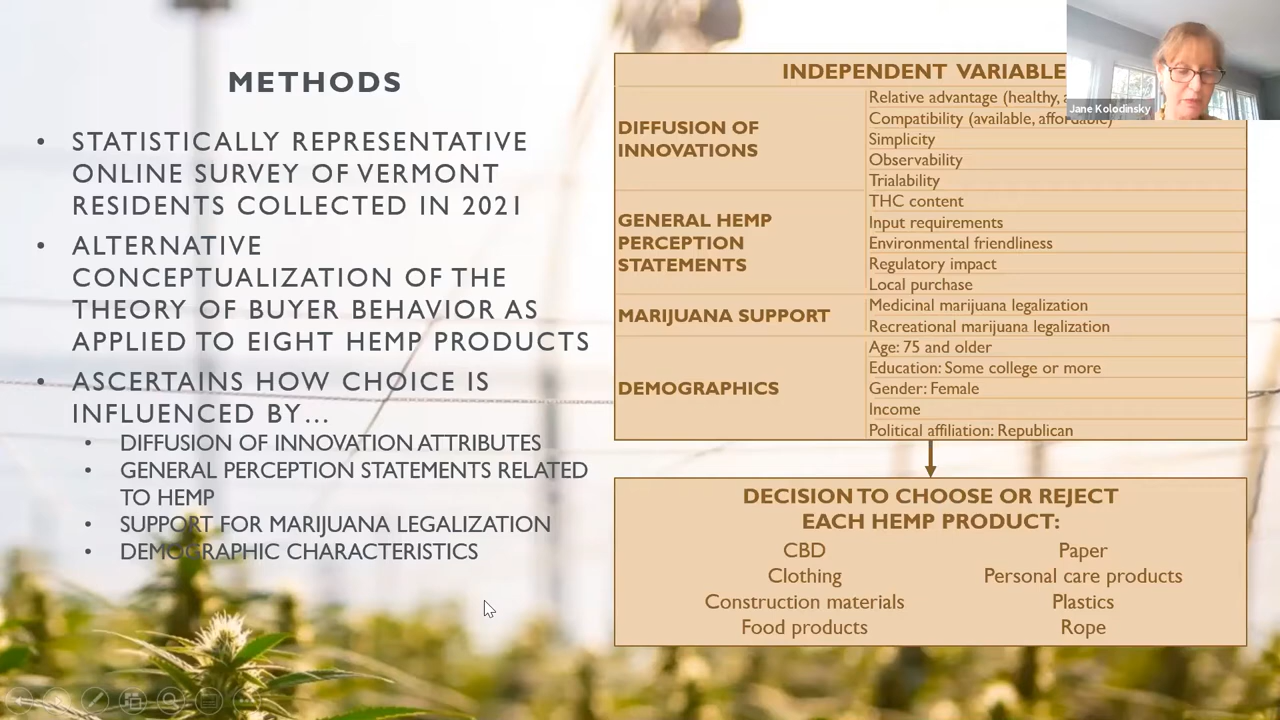 METHODS
• STATISTICALLY REPRESENTATIVE
ONLINE SURVEY OF VERMONT
RESIDENTS COLLECTED IN 2021
• ALTERNATIVE
CONCEPTUALIZATION OF THE
THEORY OF BUYER BEHAVIOR AS
APPLIED TO EIGHT HEMP PRODUCTS
• ASCERTAINS HOW CHOICE IS
INFLUENCED BY...
• DIFFUSION OF INNOVATION ATTRIBUTES
• GENERAL PERCEPTION STATEMENTS RELATED
TO HEMP
• SUPPORT FOR MARIJUANA LEGALIZATION
• DEMOGRAPHIC CHARACTERISTICS
INDEPENDENT VARIABLE
DIFFUSION OF
INNOVATIONS
Relative advantage (healthy,
Compatibility (available, affordable)
Simplicity
Observability
Trialability
GENERAL HEMP
PERCEPTION
STATEMENTS
THC content
Input requirements
Environmental friendliness
Regulatory impact
Local purchase
MARIJUANA SUPPORT
Medicinal marijuana legalization
Recreational marijuana legalization
DEMOGRAPHICS
Age: 75 and older
Education: Some college or more
Gender: Female
Income
Political affiliation: Republican
DECISION TO CHOOSE OR REJECT
EACH HEMP PRODUCT:
CBD
Clothing
Construction materials
Food products
Paper
Personal care products
Plastics
Rope
Jane Kolodinsky